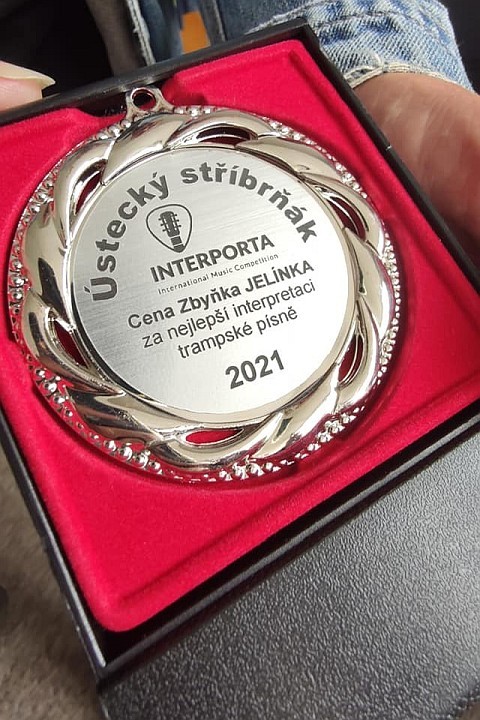 Ústecký stříbrňák
INTERPORTA
International Music Competition
Cena Zbyňka JELÍNKA
za nejlepší interpretaci
trampské písně
2021